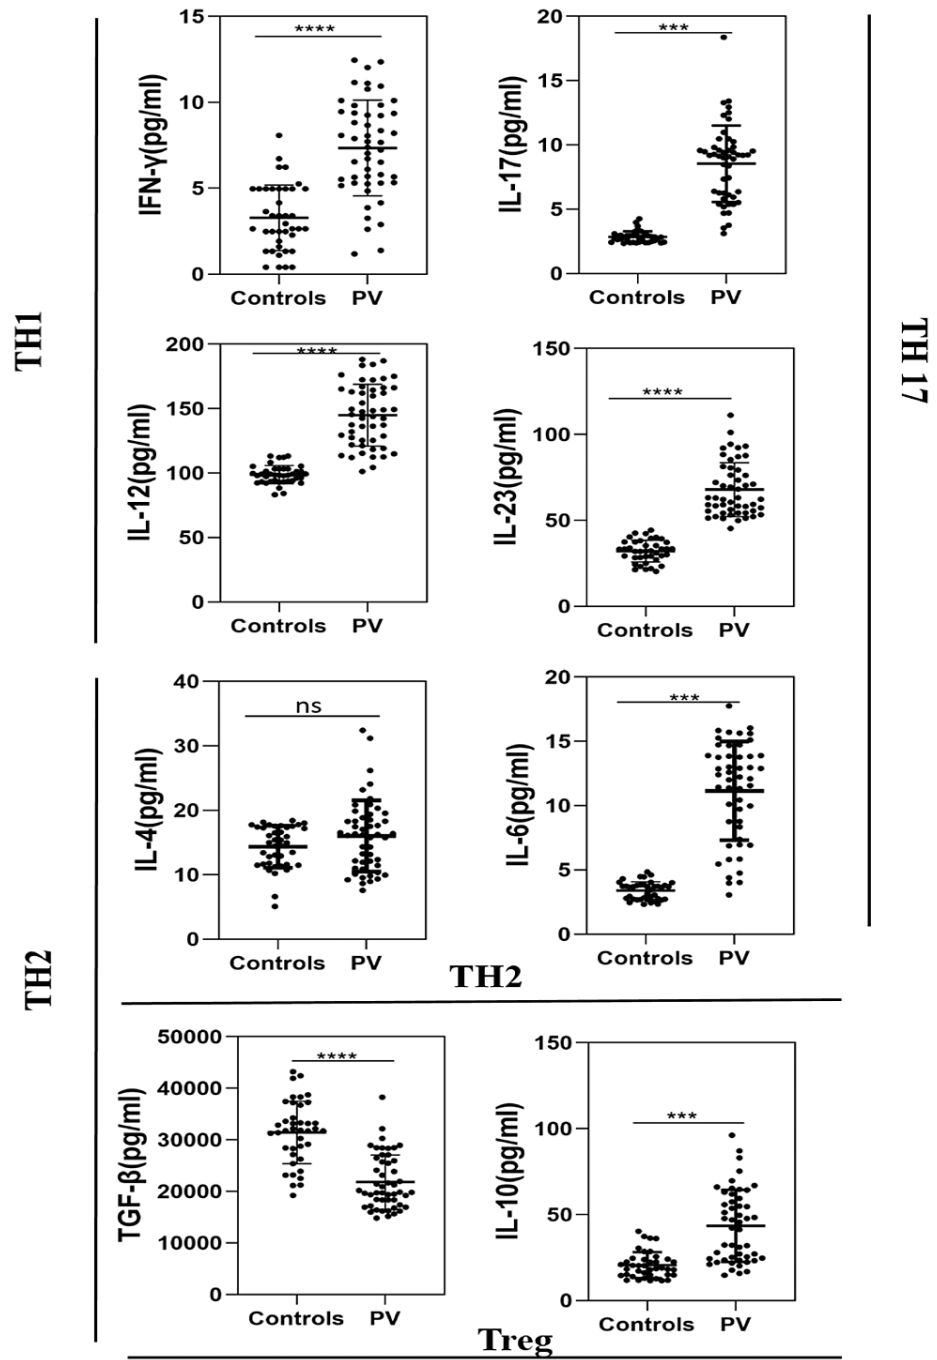 TH1
TH2
TH 17
15
10
5
0
IFN-γ(pg/ml)
****
Controls PV
20
15
10
5
0
IL-17(pg/ml)
***
Controls PV
200
150
100
50
0
IL-12(pg/ml)
****
Controls PV
150
100
50
0
IL-23(pg/ml)
****
Controls PV
40
30
20
10
0
IL-4(pg/ml)
ns
Controls PV
20
15
10
5
0
IL-6(pg/ml)
***
Controls PV
TH2
50000
40000
30000
20000
10000
0
TGF-β(pg/ml)
****
Controls PV
150
100
50
0
IL-10(pg/ml)
***
Controls PV
Treg